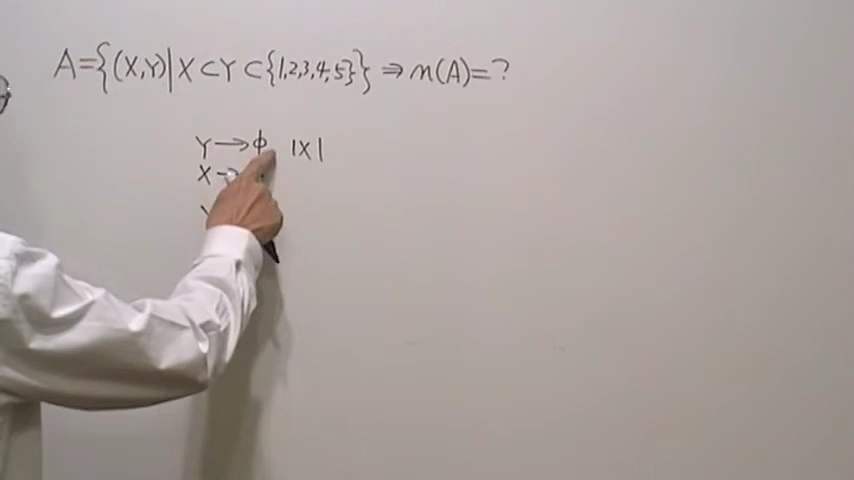 A={(X,Y)|X⊂Y⊂{1,2,3,4,5}}⇒n(A)=?
Y→ϕ 1×1
X→
Y